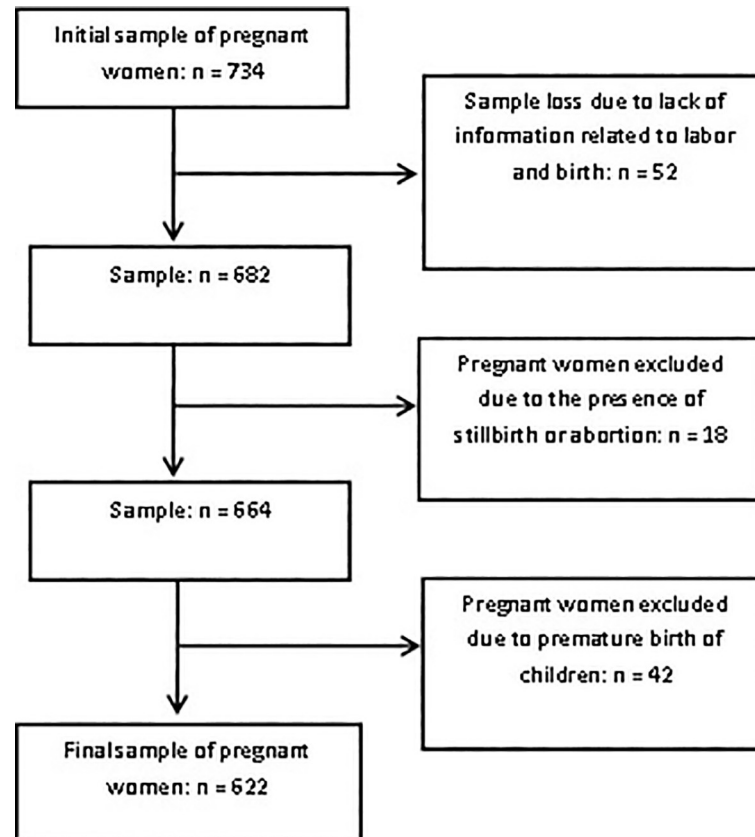 Initial sample of pregnant
women: n = 734
Sample loss due to lack of
information related to labor
and birth: n = 52
Sample: n = 682
Pregnant women excluded
due to the presence of
stillbirth or abortion: n = 18
Sample: n = 664
Pregnant women excluded
due to premature birth of
children: n = 42
Final sample of pregnant
women: n = 622